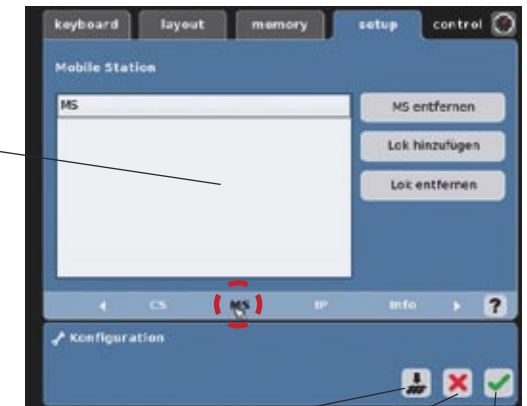 keyboard layout memory setup control
Mobile Station
MS
MS entfernen
Lok hinzufügen
Lok entfernen
CS MS IP Info ?
Konfiguration